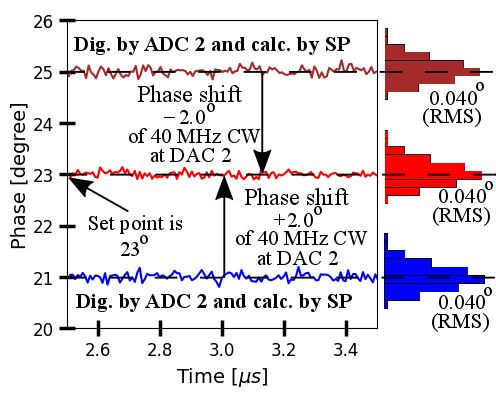 26
Dig. by ADC 2 and calc. by SP
25
Phase shift
−2.0°
of 40 MHz CW
at DAC 2
0.040°
(RMS)
24
23
Set point is
23°
Phase shift
+2.0°
of 40 MHz CW
at DAC 2
0.040°
(RMS)
22
21
Dig. by ADC 2 and calc. by SP
0.040°
(RMS)
20
Phase [degree]
2.6 2.8 3.0 3.2 3.4
Time [μs]